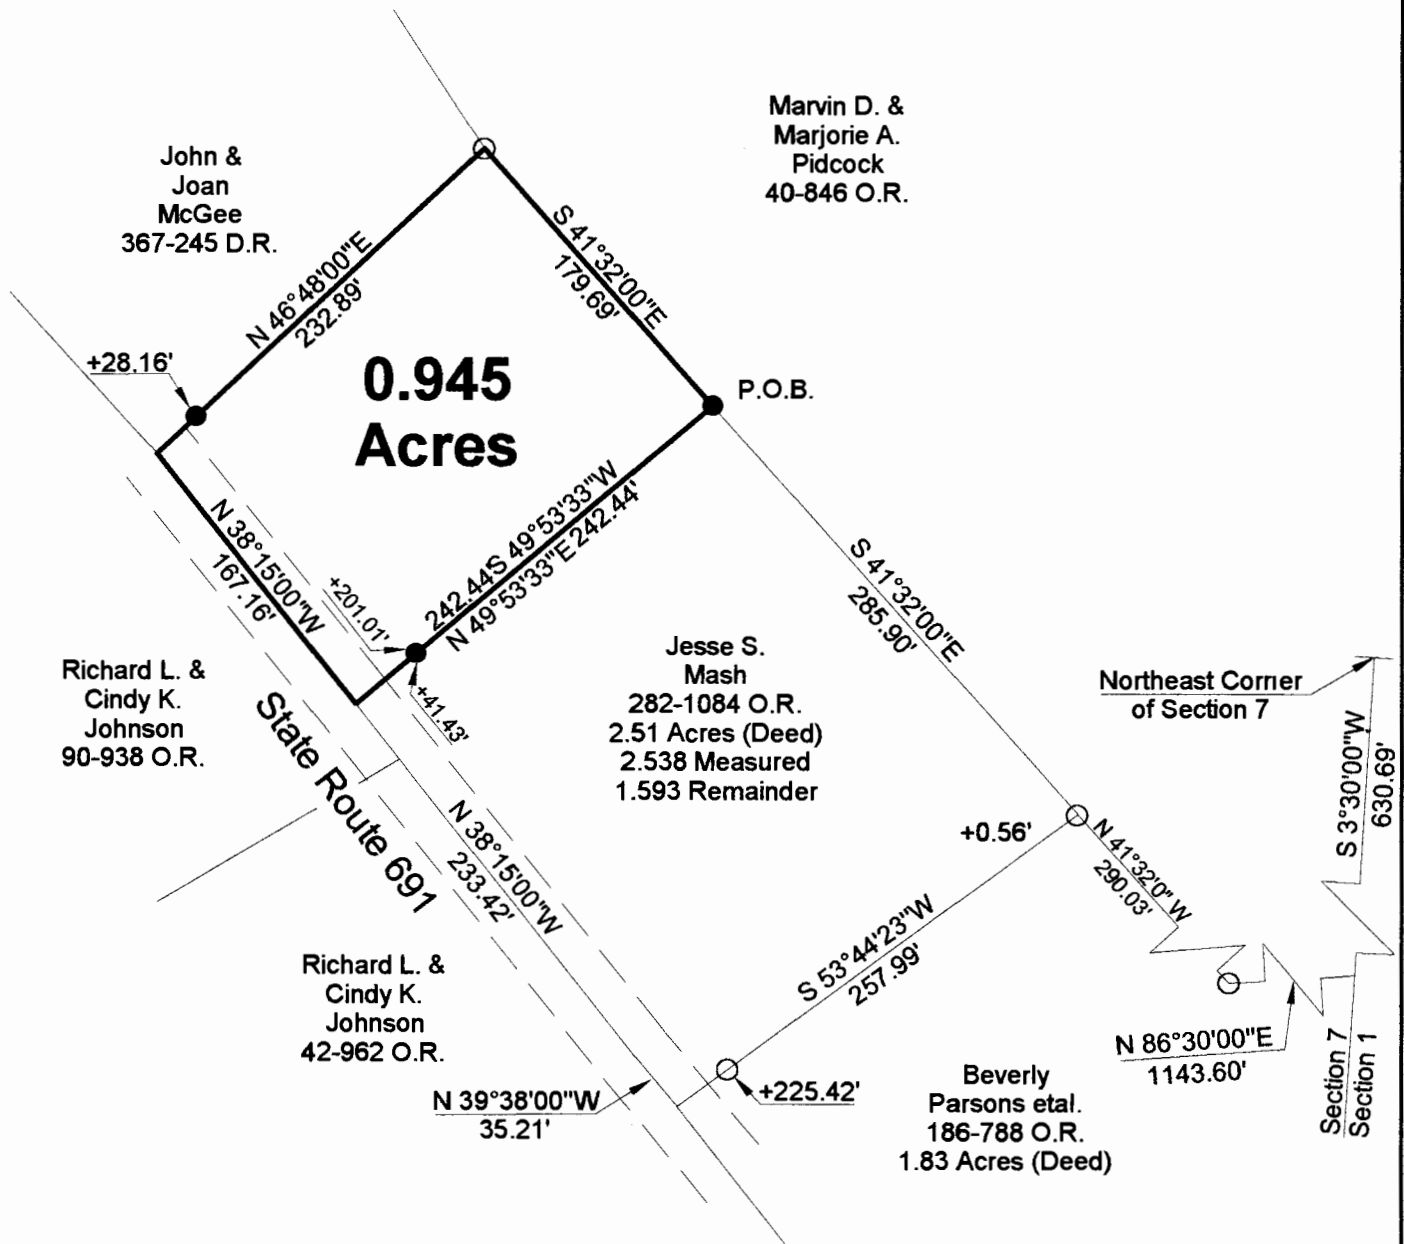 Marvin D. &
Marjorie A.
Pidcock
40-846 O.R.
John &
Joan
McGee
367-245 D.R.
N 46°48'00"E
232.89'
S 41°32'00"E
179.69'
+28.16'
0.945
Acres
P.O.B.
N 38°15'00"W
167.16'
+201.01'
242.44'S 49°53'33"W
N 49°53'33"E 242.44'
+41.43'
S 41°32'00"E
285.90'
Richard L. &
Cindy K.
Johnson
90-938 O.R.
State Route 691
Jesse S.
Mash
282-1084 O.R.
2.51 Acres (Deed)
2.538 Measured
1.593 Remainder
Northeast Corner
of Section 7
S 3°30'00"W
630.69'
N 38°15'00"W
233.42'
+0.56'
N 41°32'0" W
290.03'
S 53°44'23"W
257.99'
Richard L. &
Cindy K.
Johnson
42-962 O.R.
N 39°38'00"W
35.21'
+225.42'
Beverly
Parsons etal.
186-788 O.R.
1.83 Acres (Deed)
N 86°30'00"E
1143.60'
Section 7
Section 1